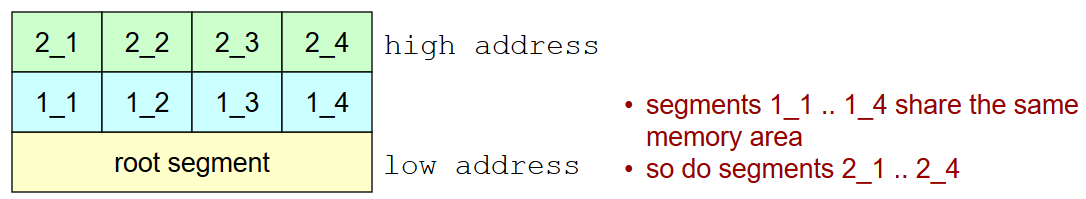 2_1 2_2 2_3 2_4 high address
1_1 1_2 1_3 1_4
root segment low address
• segments 1_1 .. 1_4 share the same
memory area
• so do segments 2_1 .. 2_4